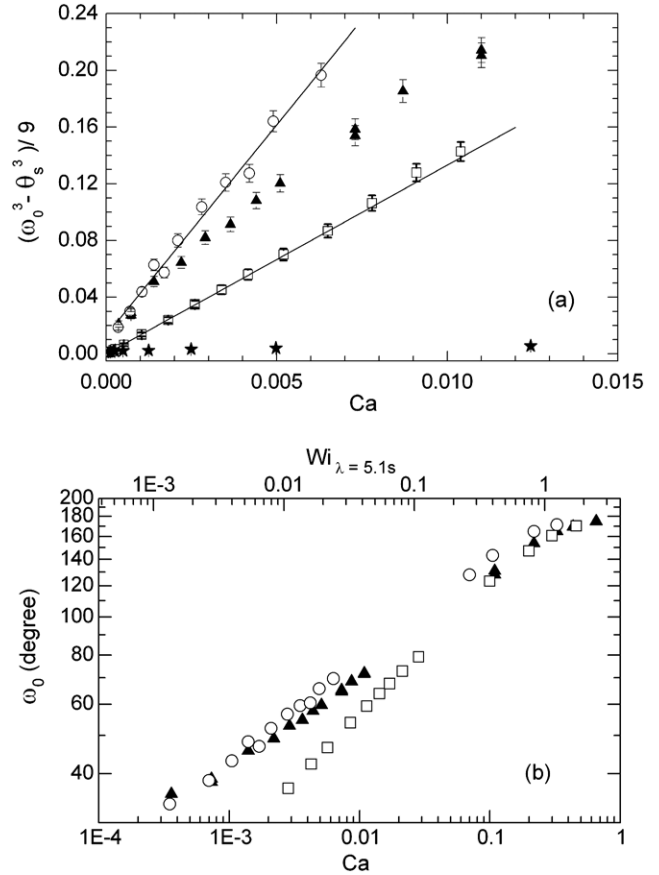 0.24
0.20
0.16
0.12
0.08
0.04
0.00
(ω₀³ - θₛ³)/ 9
(a)
0.000 0.005 0.010 0.015
Ca
Wi λ = 5.1s
1E-3 0.01 0.1 1
200
180
160
140
120
100
80
60
40
ω₀ (degree)
(b)
1E-4 1E-3 0.01 0.1 1
Ca